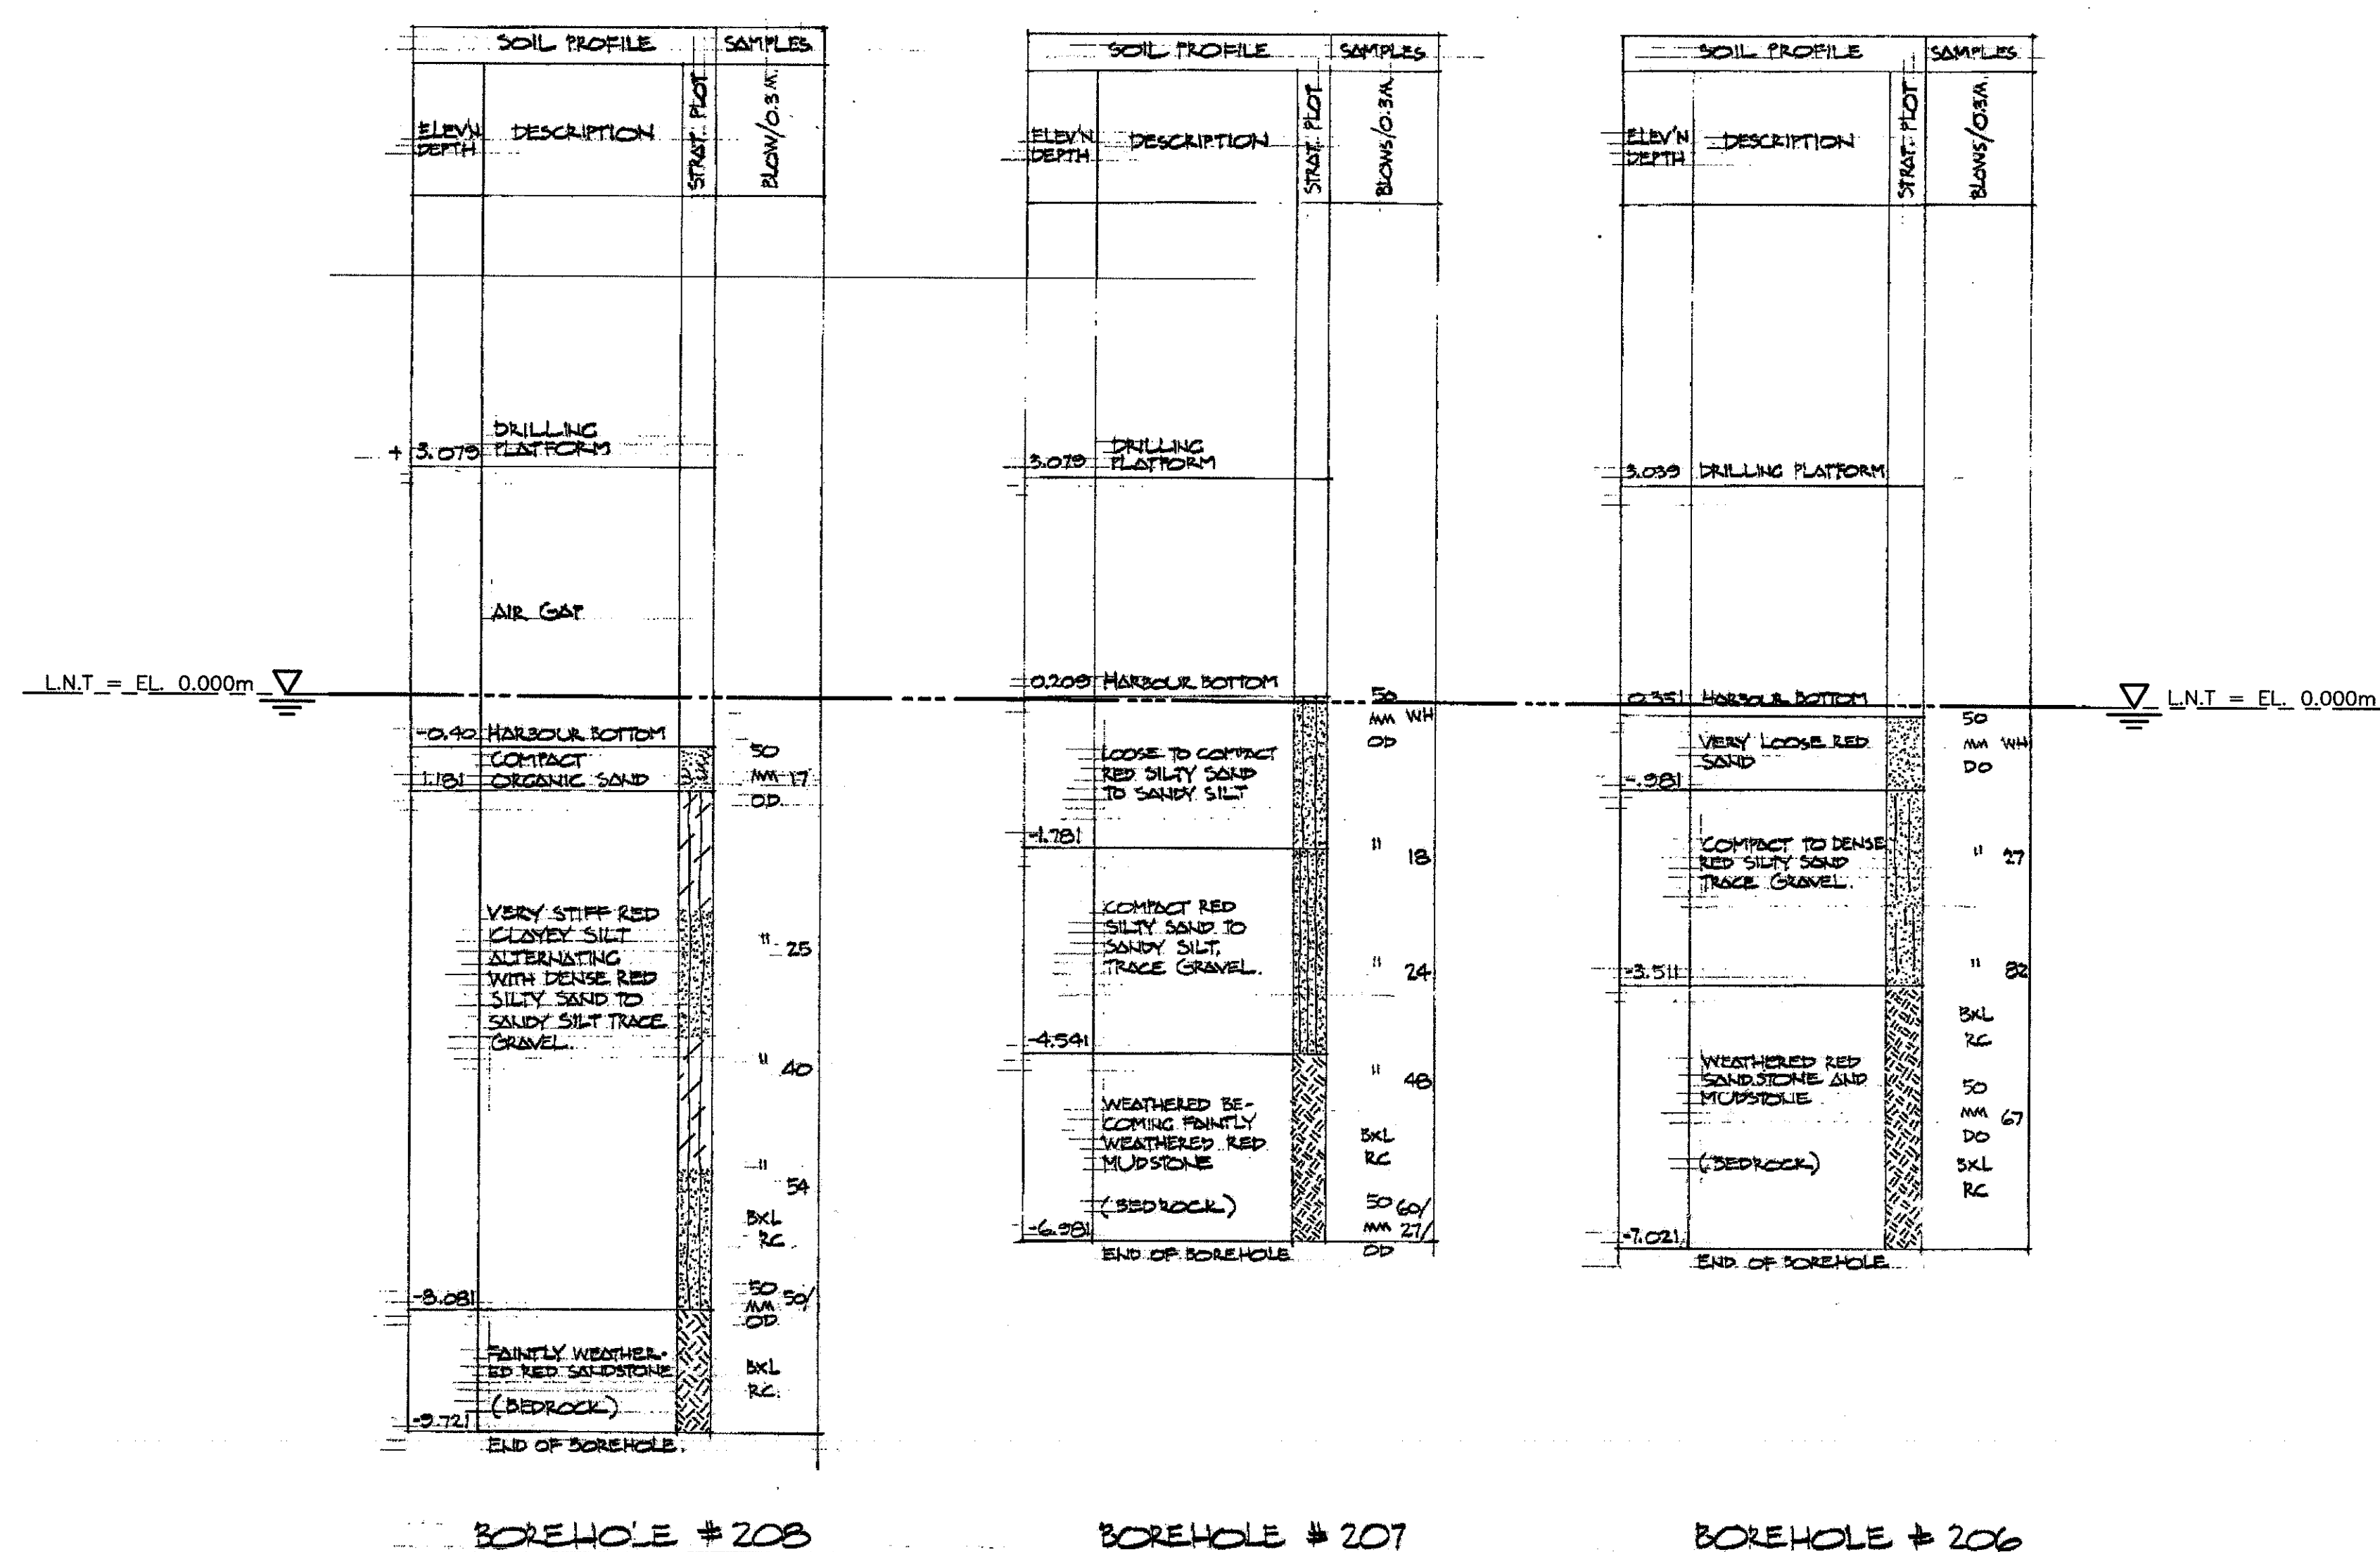 SOIL PROFILE
SAMPLES
ELEV'N
DEPTH
DESCRIPTION
STRAT. PLOT
BLOW/0.3M.
DRILLING
+ 3.079 PLATFORM
AIR GAP
L.N.T = EL. 0.000m
-0.40 HARBOUR BOTTOM
COMPACT
1.181 ORGANIC SAND
50
MM 17
OD
VERY STIFF RED
CLAYEY SILT
ALTERNATING
WITH DENSE RED
SILTY SAND TO
SANDY SILT TRACE
GRAVEL.
" 25
" 40
"
54
BXL
RC
50
MM 50/
OD
-8.081
FAINTLY WEATHER-
ED RED SANDSTONE
(BEDROCK)
BXL
RC.
-9.721
END OF BOREHOLE.
BOREHOLE # 208
SOIL PROFILE
SAMPLES
ELEV'N
DEPTH
DESCRIPTION
STRAT. PLOT
BLOWS/0.3M.
DRILLING
3.079 PLATFORM
0.209 HARBOUR BOTTOM
50
MM WH
OD
LOOSE TO COMPACT
RED SILTY SAND
TO SANDY SILT
-1.781
" 18
COMPACT RED
SILTY SAND TO
SANDY SILT,
TRACE GRAVEL.
" 24
-4.541
" 48
WEATHERED BE-
COMING FAINTLY
WEATHERED RED
MUDSTONE
(BEDROCK)
BXL
RC
50 60/
MM 27/
OD
-6.981
END OF BOREHOLE
BOREHOLE # 207
SOIL PROFILE
SAMPLES
ELEV'N
DEPTH
DESCRIPTION
STRAT. PLOT
BLOWS/0.3M.
3.039 DRILLING PLATFORM
L.N.T = EL. 0.000m
0.351 HARBOUR BOTTOM
50
MM WH
DO
VERY LOOSE RED
SAND
-.981
COMPACT TO DENSE
RED SILTY SAND
TRACE GRAVEL.
" 27
" 82
-3.511
BXL
RC
WEATHERED RED
SANDSTONE AND
MUDSTONE
(BEDROCK)
50
MM 67
DO
BXL
RC
-7.021
END OF BOREHOLE
BOREHOLE # 206